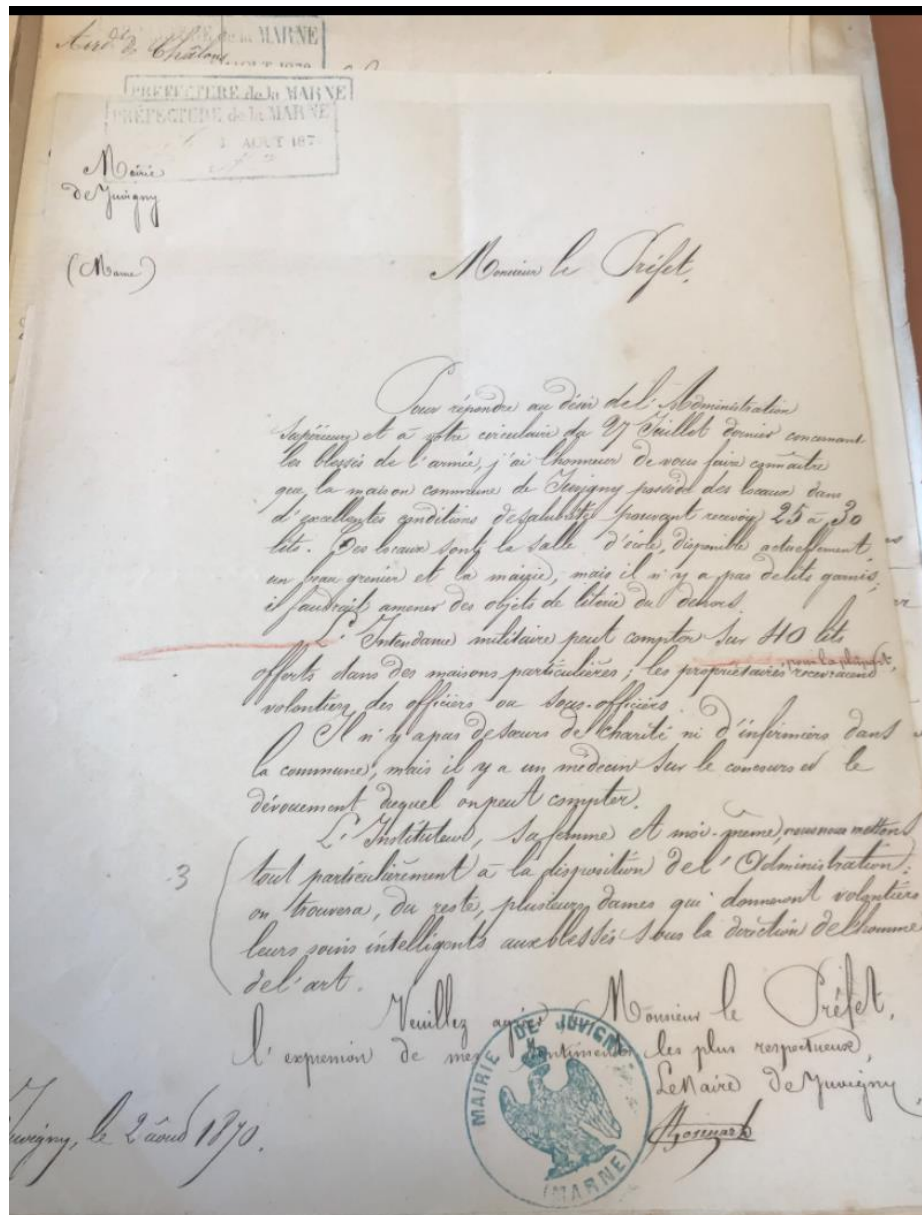 Arr.t de Châlons
PRÉFECTURE de la MARNE
PRÉFECTURE de la MARNE
AOUT 187
Mairie
de Juvigny
(Marne)
Monsieur le Préfet,
Pour répondre au désir de l'Administration
Supérieure et à votre circulaire du 27 Juillet dernier concernant
les blessés de l'armée, j'ai l'honneur de vous faire connaître
que la maison commune de Juvigny possède des locaux dans
d'excellentes conditions de salubrité pouvant recevoir 25 à 30
lits. Ces locaux sont la salle d'école, disponible actuellement,
un beau grenier et la mairie, mais il n'y a pas de lits garnis;
il faudrait amener des objets de literie du dehors.
L'Intendance militaire peut compter sur 40 lits
offerts dans des maisons particulières; les propriétaires recevraient, pour la plupart,
volontiers des officiers ou sous-officiers.
Il n'y a pas de sœurs de charité ni d'infirmiers dans
la commune, mais il y a un médecin sur le concours et le
dévouement duquel on peut compter.
L'Instituteur, sa femme et moi-même, nous nous mettons
3
tout particulièrement à la disposition de l'Administration:
on trouvera, du reste, plusieurs dames qui donneront volontiers
leurs soins intelligents aux blessés sous la direction de l'homme
de l'art.
Veuillez agréer, Monsieur le Préfet,
l'expression de mes sentiments les plus respectueux,
Le Maire de Juvigny
Juvigny, le 2 août 1870.
MAIRIE DE JUVIGNY
(MARNE)